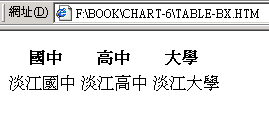 網址(D) F:\BOOK\CHART-6\TABLE-BX.HTM
國中 高中 大學
淡江國中 淡江高中 淡江大學